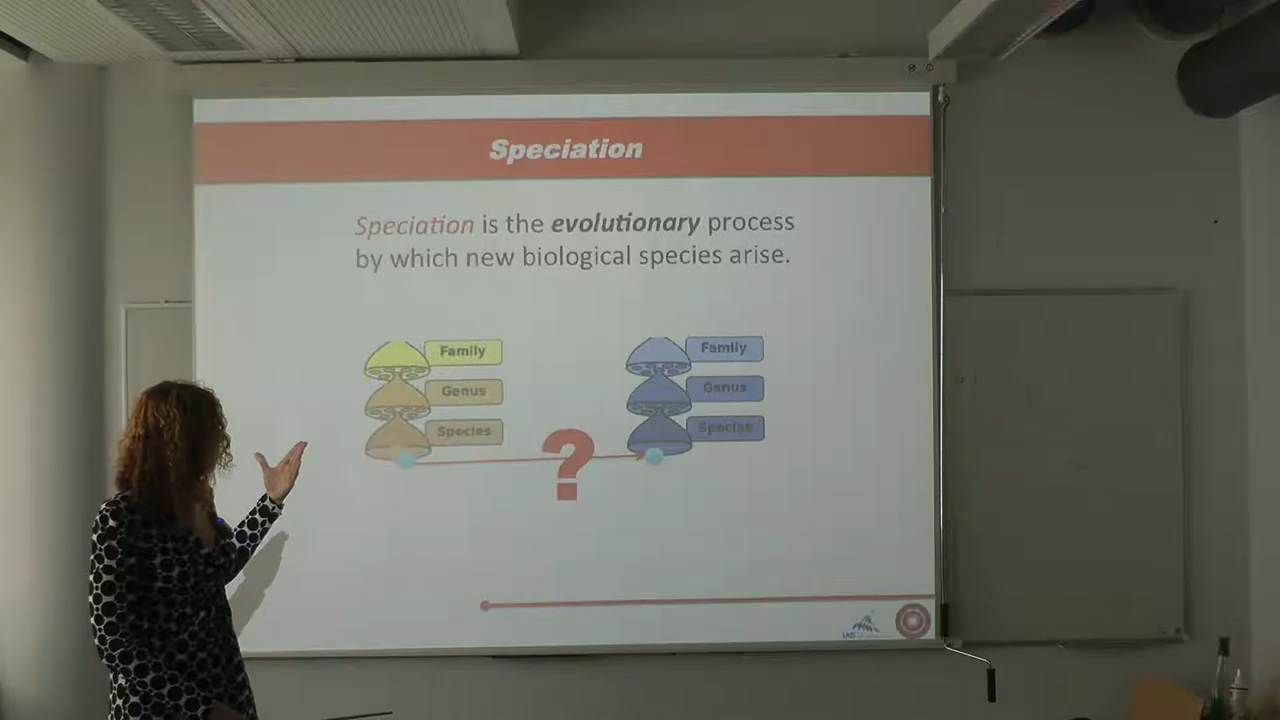 Speciation
Speciation is the evolutionary process
by which new biological species arise.
Family
Genus
Species
Family
Genus
Species
?